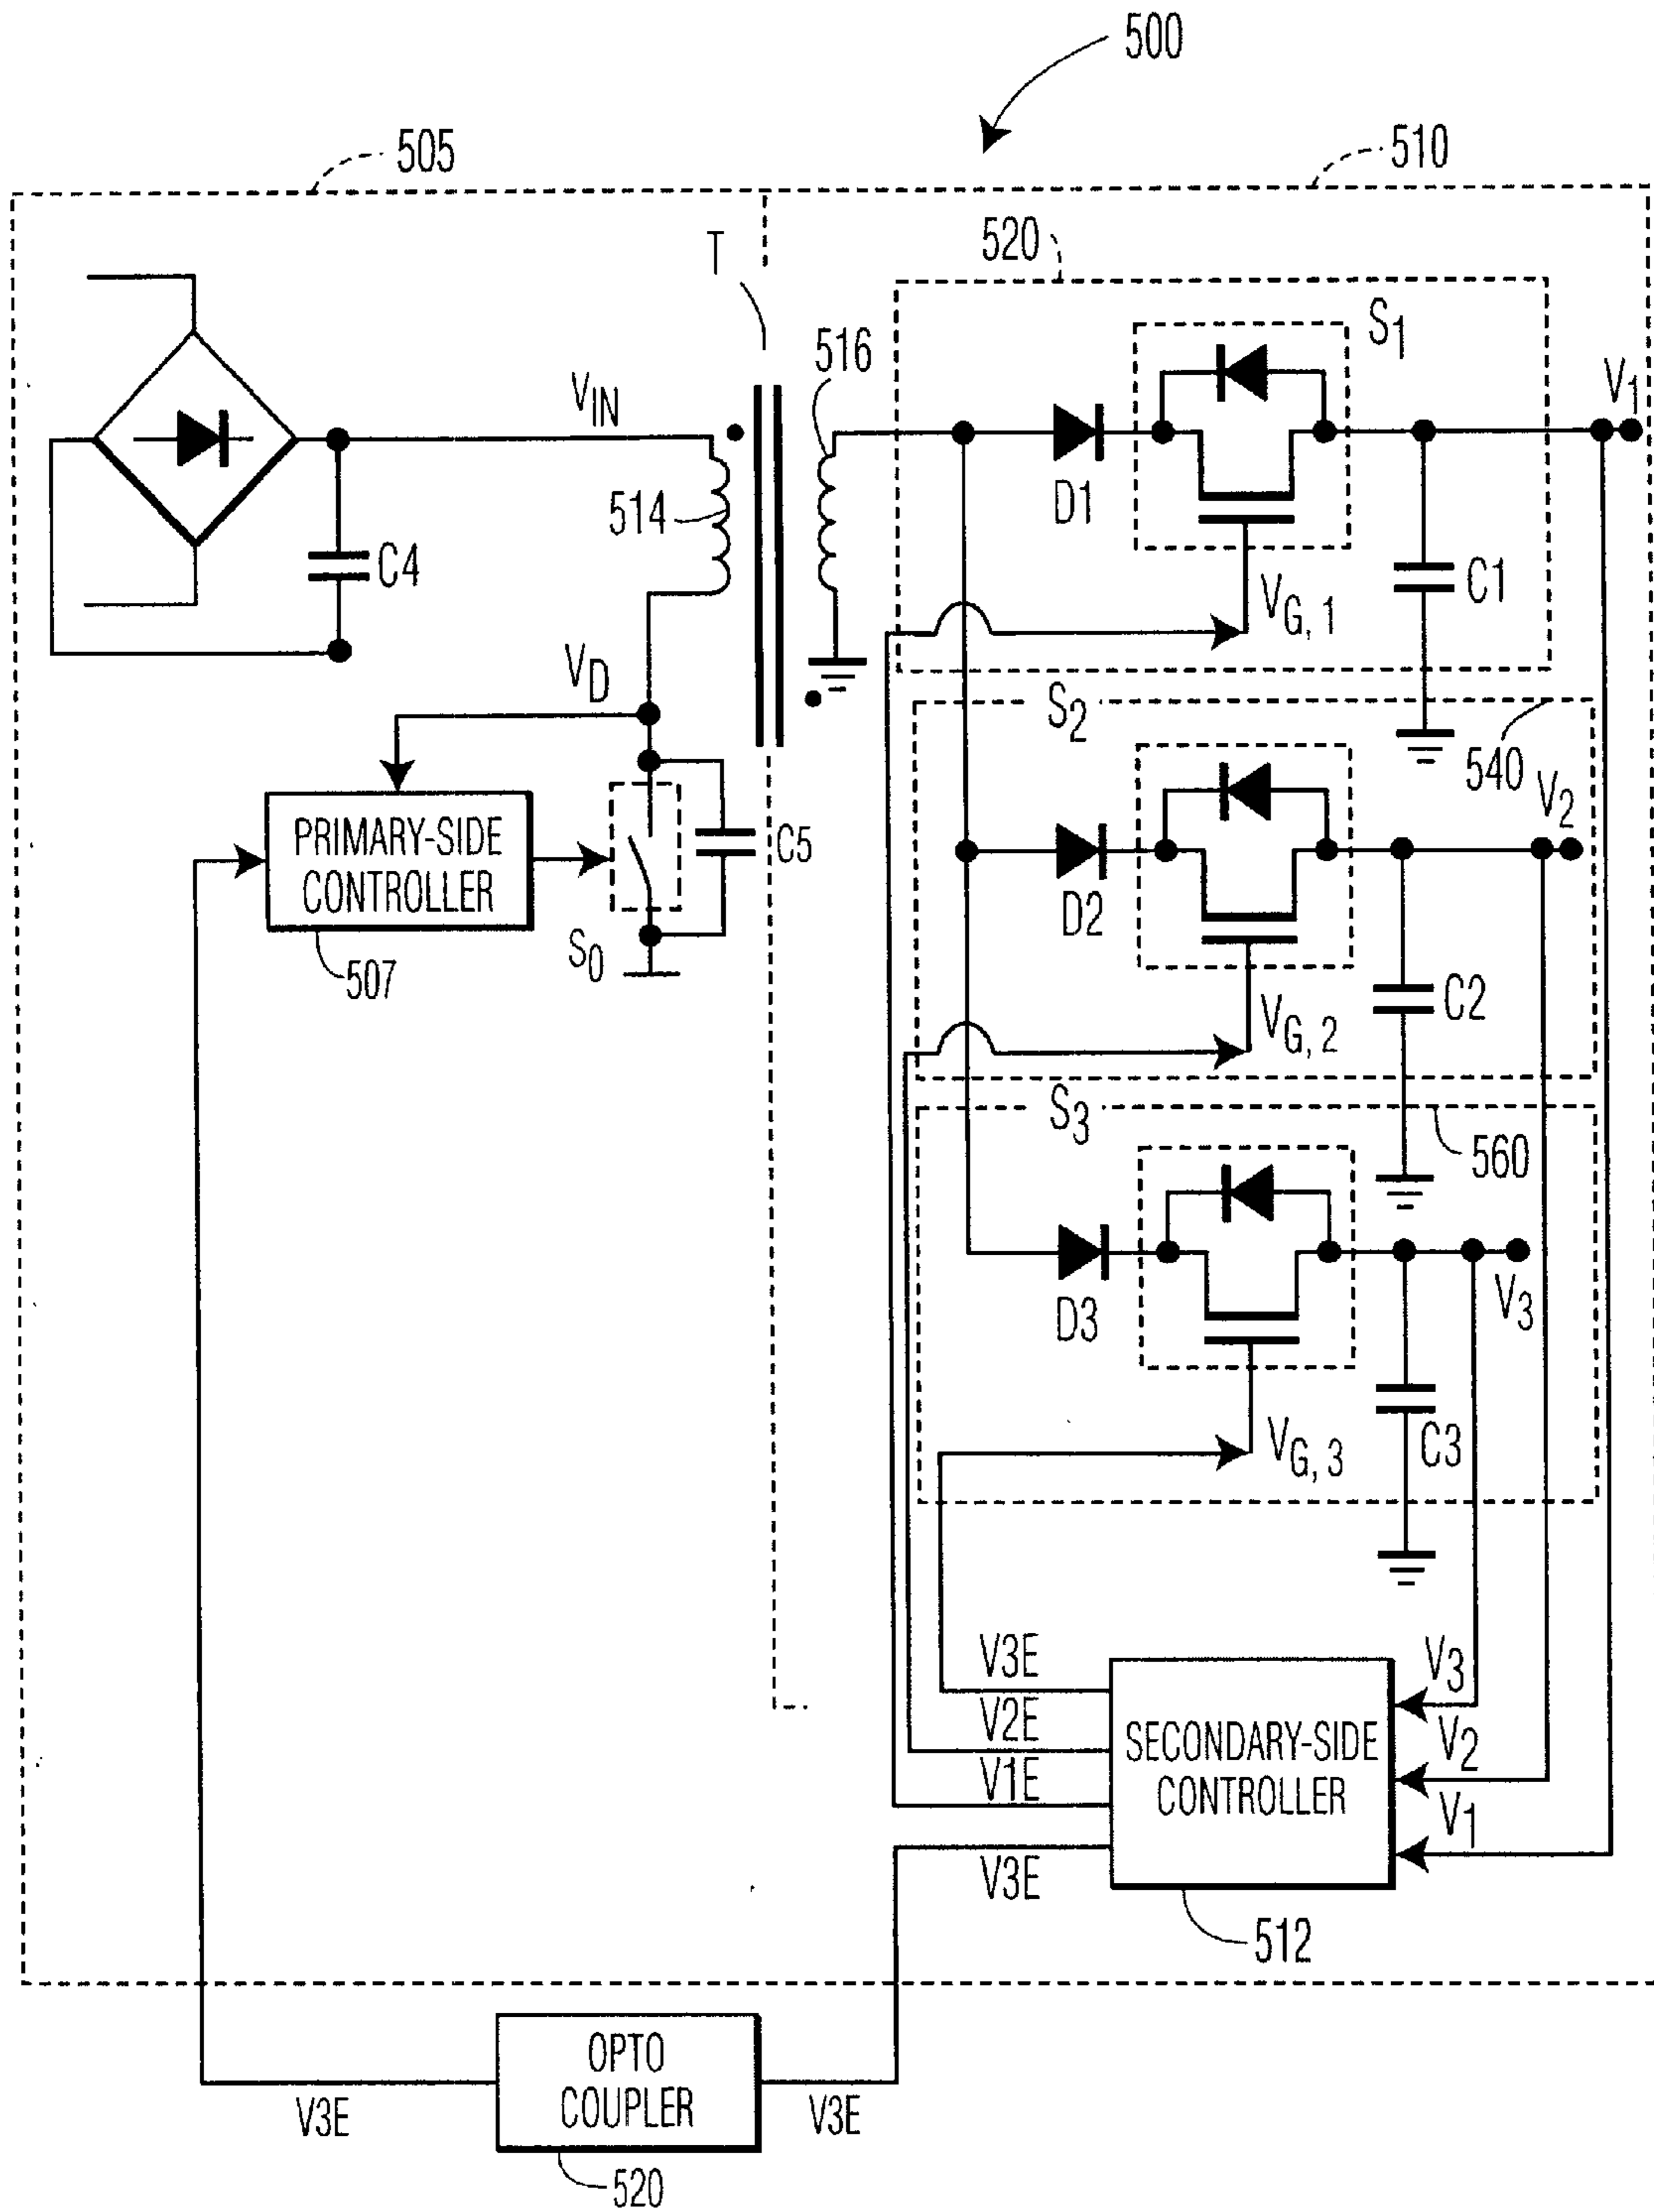 500
505
510
T
520
516
S1
V1
VIN
514
D1
C4
C1
VG, 1
VD
S2
540
V2
PRIMARY-SIDE
CONTROLLER
C5
D2
S0
507
C2
VG, 2
S3
560
D3
V3
C3
VG, 3
V3E
V3
V2E
V2
V1E
V1
SECONDARY-SIDE
CONTROLLER
V3E
512
OPTO
COUPLER
V3E
V3E
520